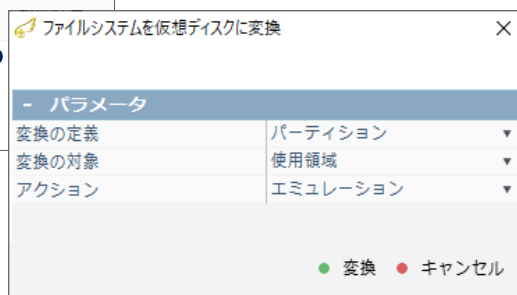 ファイルシステムを仮想ディスクに変換
- パラメータ
変換の定義 パーティション
変換の対象 使用領域
アクション エミュレーション
変換 キャンセル